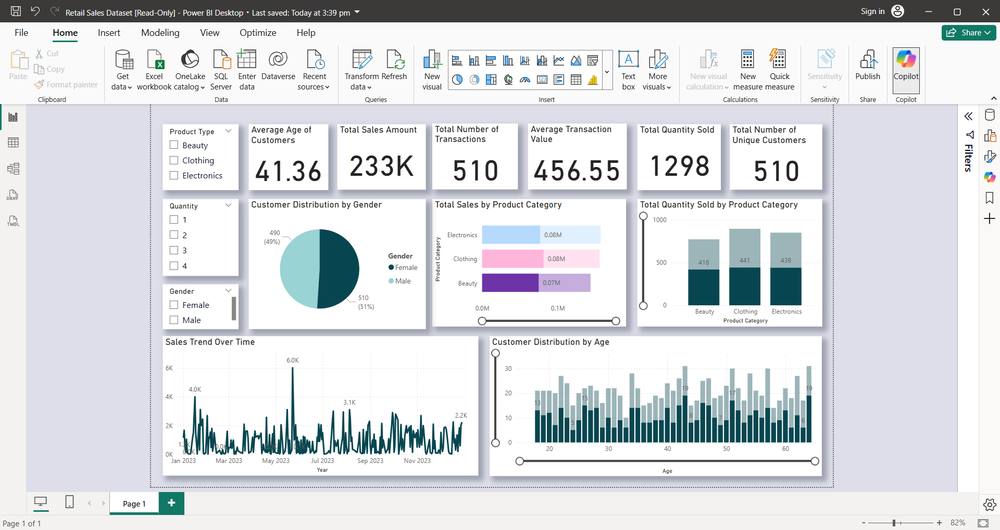 Retail Sales Dataset [Read-Only] - Power BI Desktop • Last saved: Today at 3:39 pm
Sign in
File
Home
Insert
Modeling
View
Optimize
Help
Share
Paste
Cut
Copy
Format painter
Clipboard
Get data
Excel workbook
OneLake catalog
SQL Server
Enter data
Dataverse
Recent sources
Data
Transform data
Refresh
Queries
New visual
Text box
More visuals
Insert
New visual calculation
New measure
Quick measure
Calculations
Sensitivity
Sensitivity
Publish
Share
Copilot
Copilot
DAX
TMDL
Filters
Product Type
Beauty
Clothing
Electronics
Average Age of Customers
41.36
Total Sales Amount
233K
Total Number of Transactions
510
Average Transaction Value
456.55
Total Quantity Sold
1298
Total Number of Unique Customers
510
Quantity
1
2
3
4
Gender
Female
Male
Customer Distribution by Gender
490
(49%)
510
(51%)
Gender
Female
Male
Total Sales by Product Category
Product Category
Electronics
0.08M
Clothing
0.08M
Beauty
0.07M
0.0M
0.1M
Total Quantity Sold by Product Category
1000
500
0
418
441
439
Beauty
Clothing
Electronics
Product Category
Sales Trend Over Time
6K
4K
2K
0K
4.0K
6.0K
3.1K
2.2K
Jan 2023
Mar 2023
May 2023
Jul 2023
Sep 2023
Nov 2023
Year
Customer Distribution by Age
30
20
10
0
13
5
15
19
8
7
17
6
19
20
30
40
50
60
Age
Page 1
Page 1 of 1
82%